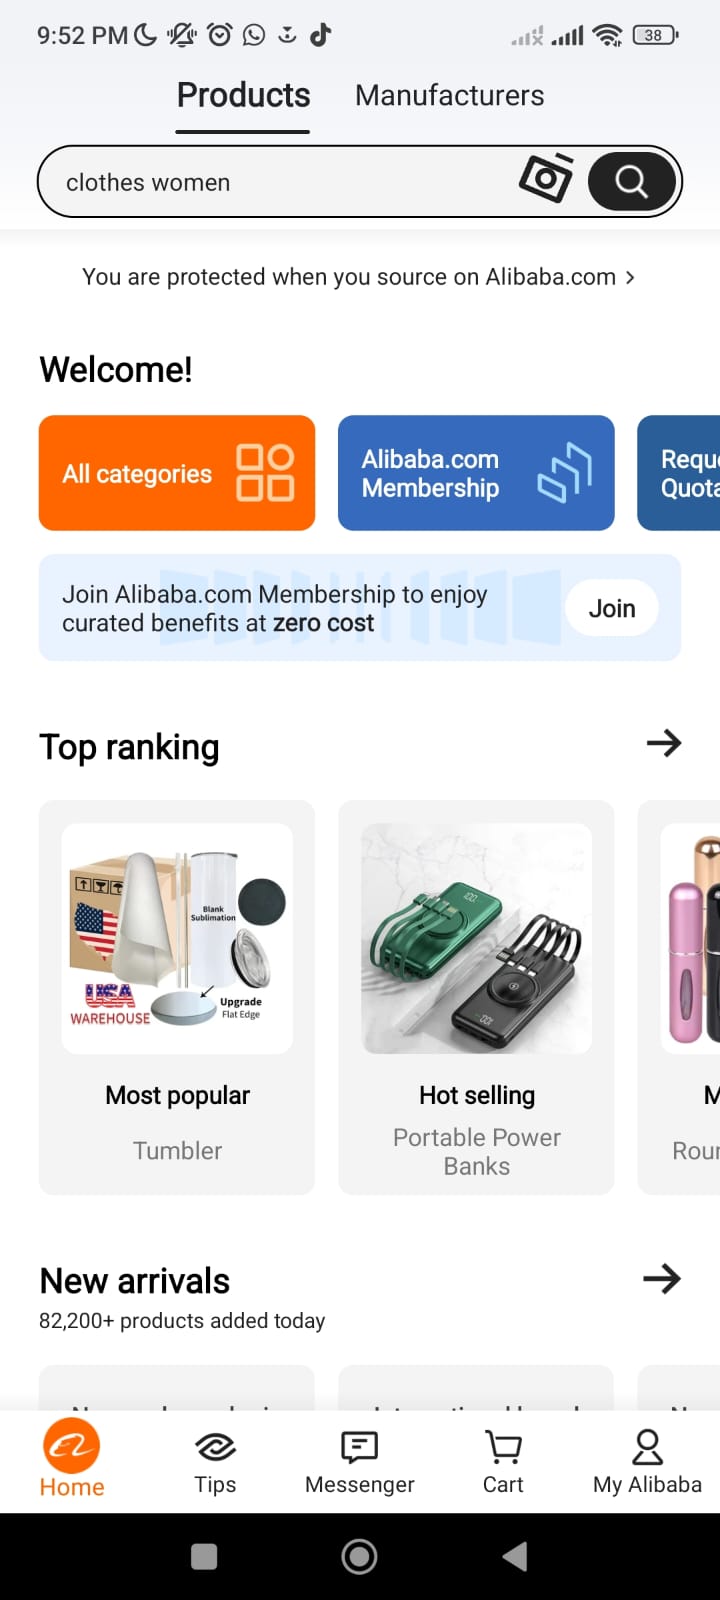 9:52 PM
38
Products
Manufacturers
clothes women
You are protected when you source on Alibaba.com >
Welcome!
All categories
Alibaba.com
Membership
Join Alibaba.com Membership to enjoy
curated benefits at zero cost
Join
Top ranking
Blank
Sublimation
USA
WAREHOUSE
Upgrade
Flat Edge
Most popular
Tumbler
Hot selling
Portable Power
Banks
New arrivals
82,200+ products added today
Home
Tips
Messenger
Cart
My Alibaba